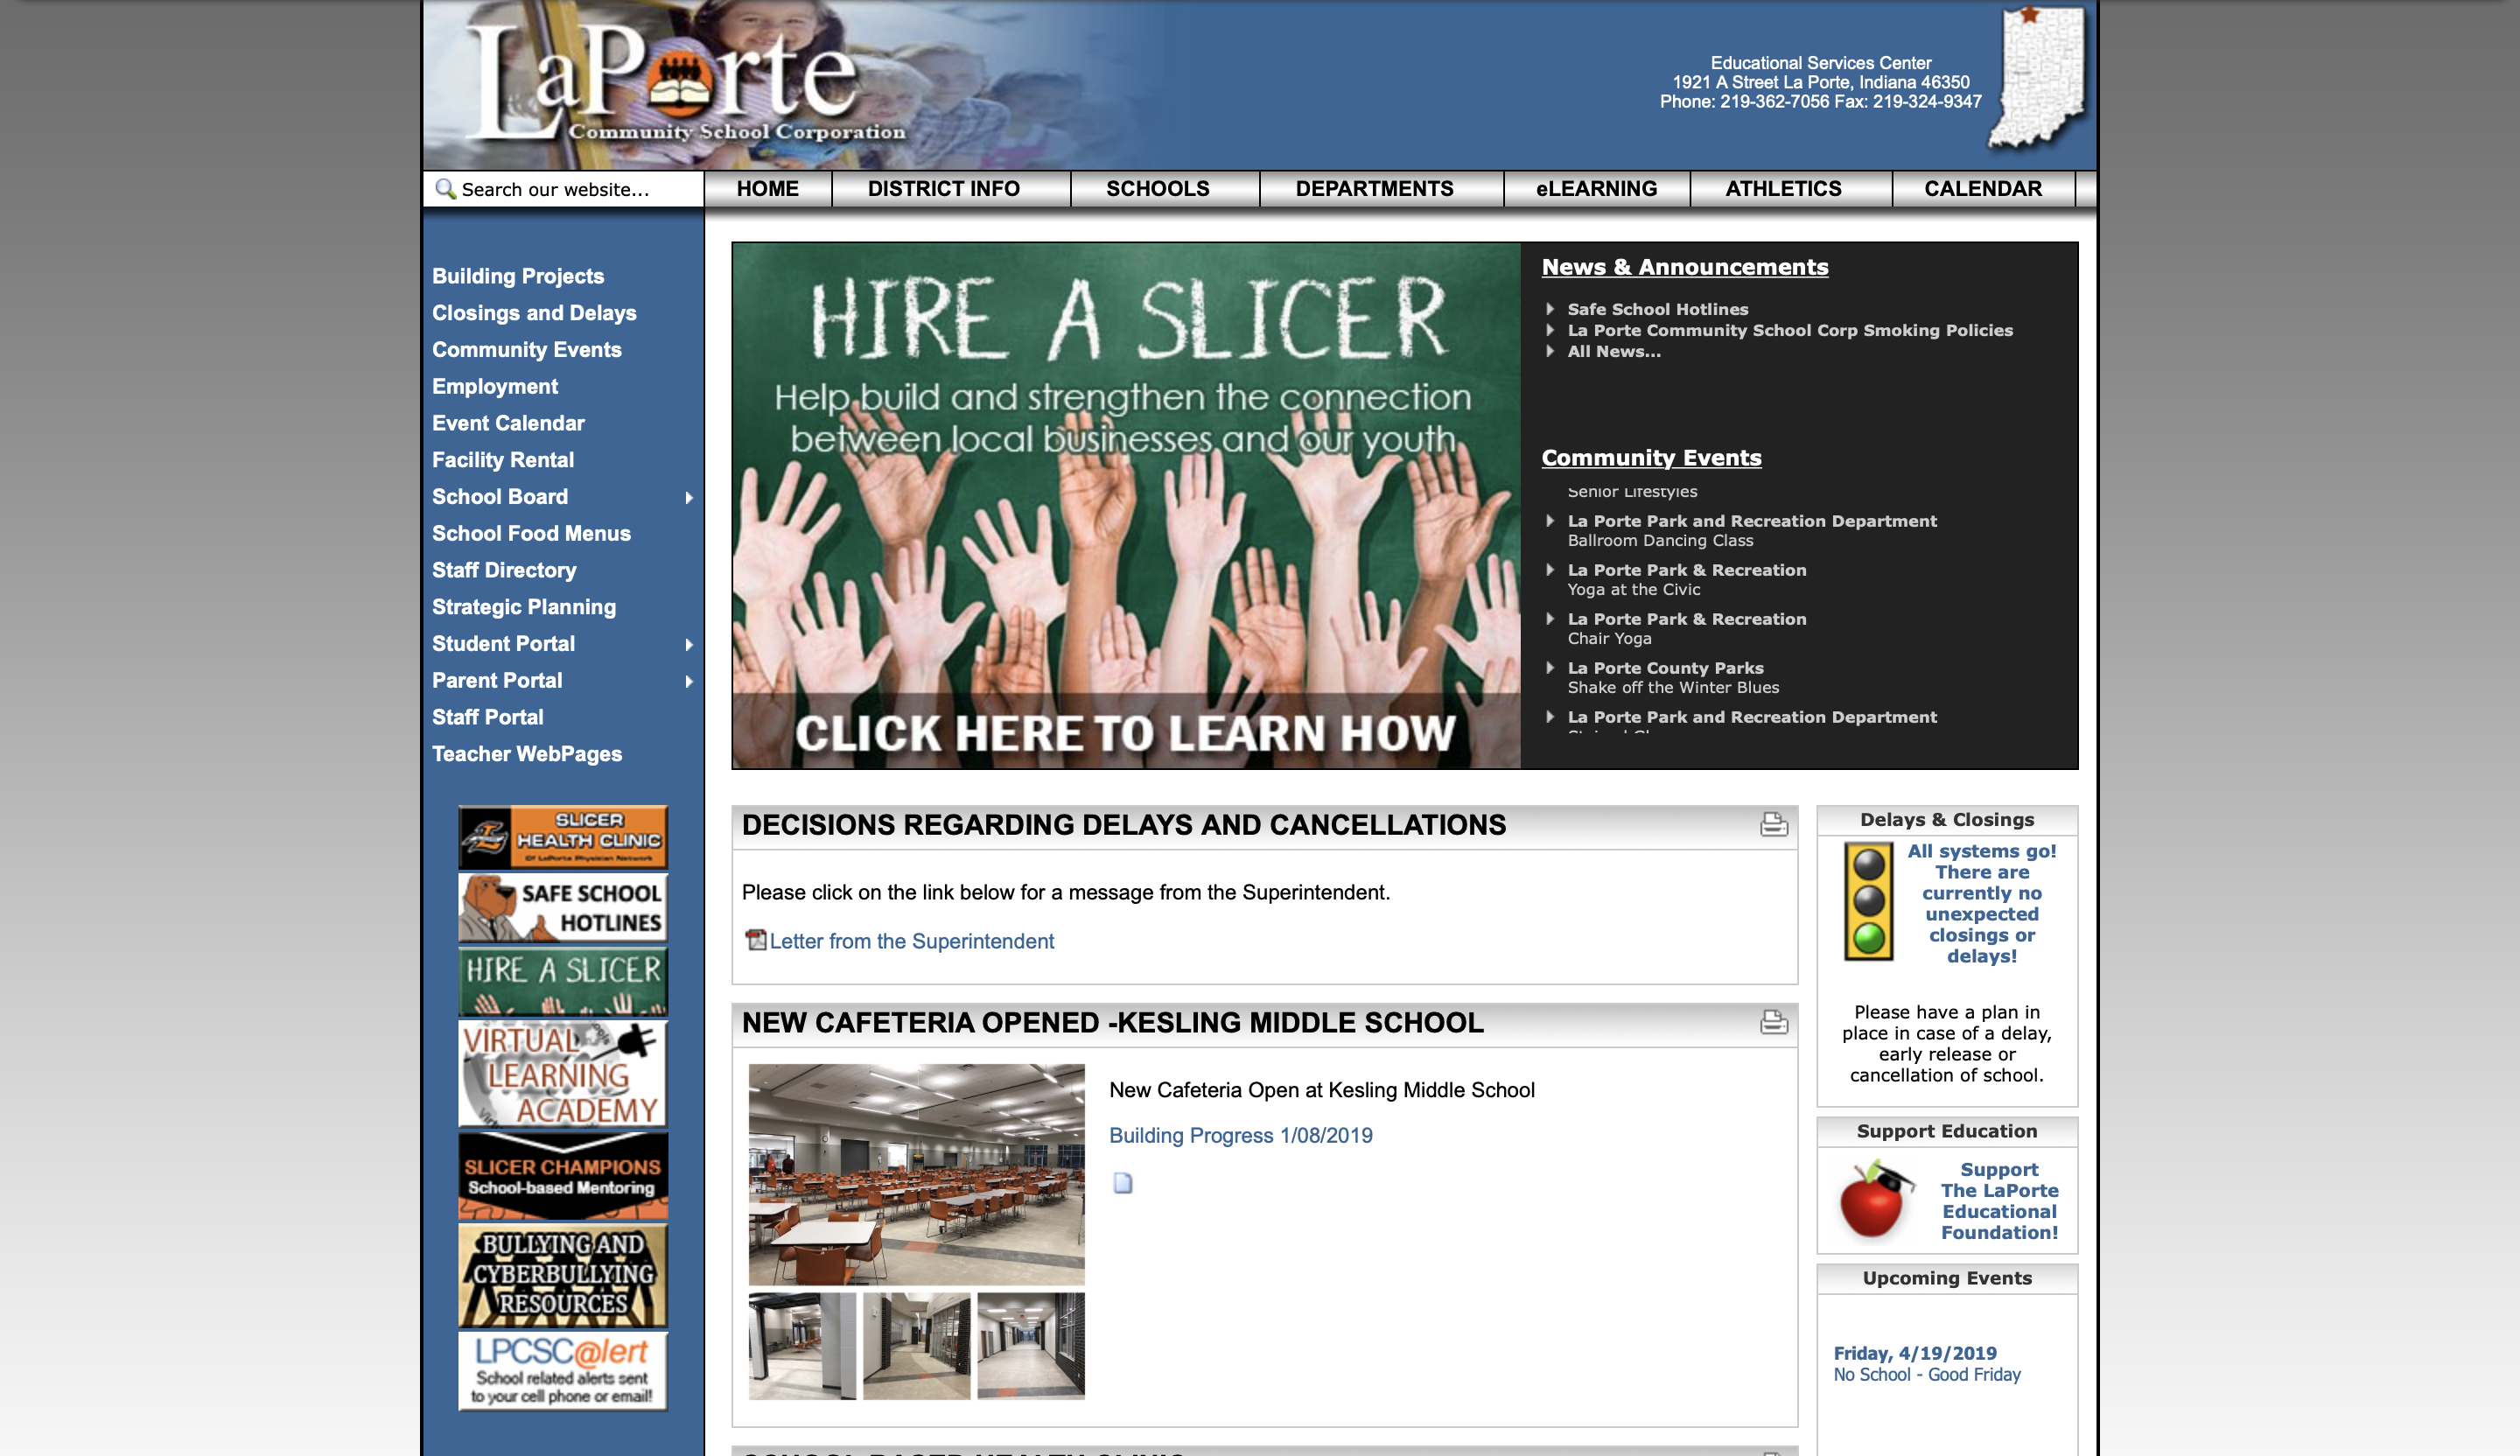 LaPorte
Community School Corporation
Educational Services Center
1921 A Street La Porte, Indiana 46350
Phone: 219-362-7056 Fax: 219-324-9347
Search our website...
HOME
DISTRICT INFO
SCHOOLS
DEPARTMENTS
eLEARNING
ATHLETICS
CALENDAR
Building Projects
Closings and Delays
Community Events
Employment
Event Calendar
Facility Rental
School Board
School Food Menus
Staff Directory
Strategic Planning
Student Portal
Parent Portal
Staff Portal
Teacher WebPages
SLICER
HEALTH CLINIC
Of LaPorte Physician Network
SAFE SCHOOL
HOTLINES
HIRE A SLICER
VIRTUAL
LEARNING
ACADEMY
SLICER CHAMPIONS
School-based Mentoring
BULLYING AND
CYBERBULLYING
RESOURCES
LPCSC@lert
School related alerts sent
to your cell phone or email!
HIRE A SLICER
Help build and strengthen the connection
between local businesses and our youth
CLICK HERE TO LEARN HOW
News & Announcements
Safe School Hotlines
La Porte Community School Corp Smoking Policies
All News...
Community Events
Senior Lifestyles
La Porte Park and Recreation Department
Ballroom Dancing Class
La Porte Park & Recreation
Yoga at the Civic
La Porte Park & Recreation
Chair Yoga
La Porte County Parks
Shake off the Winter Blues
La Porte Park and Recreation Department
DECISIONS REGARDING DELAYS AND CANCELLATIONS
Please click on the link below for a message from the Superintendent.
Letter from the Superintendent
NEW CAFETERIA OPENED -KESLING MIDDLE SCHOOL
New Cafeteria Open at Kesling Middle School
Building Progress 1/08/2019
SCHOOL BASED HEALTH CLINIC
Delays & Closings
All systems go!
There are
currently no
unexpected
closings or
delays!
Please have a plan in
place in case of a delay,
early release or
cancellation of school.
Support Education
Support
The LaPorte
Educational
Foundation!
Upcoming Events
Friday, 4/19/2019
No School - Good Friday